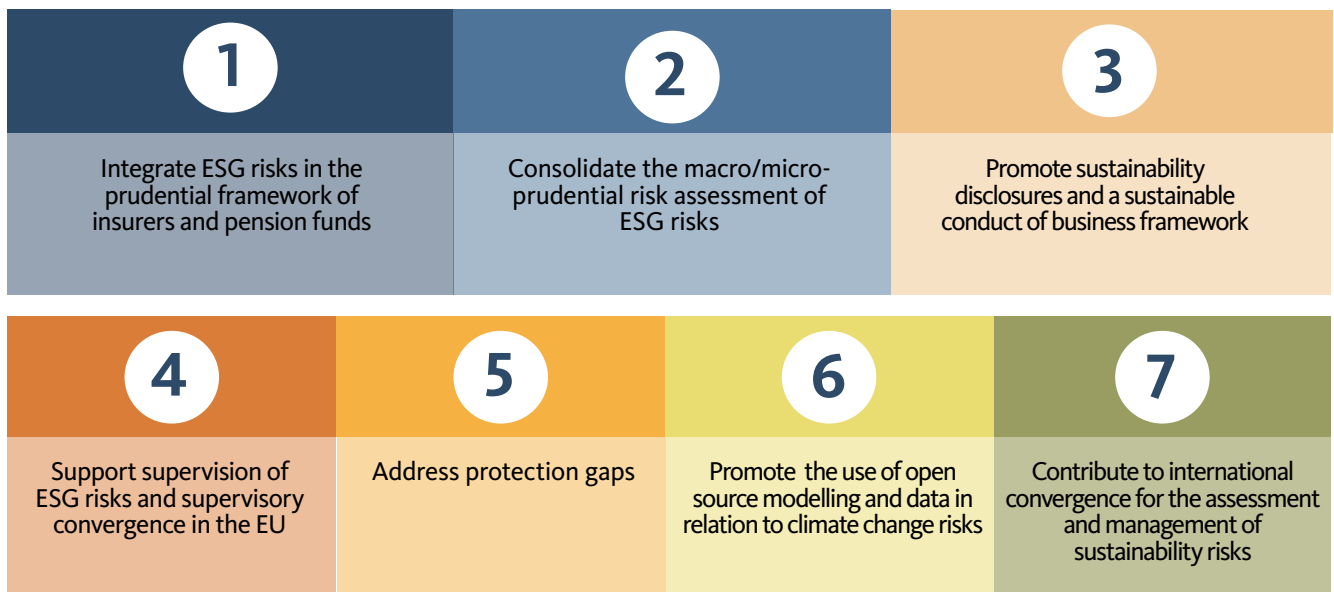 1
Integrate ESG risks in the
prudential framework of
insurers and pension funds
2
Consolidate the macro/micro-
prudential risk assessment of
ESG risks
3
Promote sustainability
disclosures and a sustainable
conduct of business framework
4
Support supervision of
ESG risks and supervisory
convergence in the EU
5
Address protection gaps
6
Promote the use of open
source modelling and data in
relation to climate change risks
7
Contribute to international
convergence for the assessment
and management of
sustainability risks